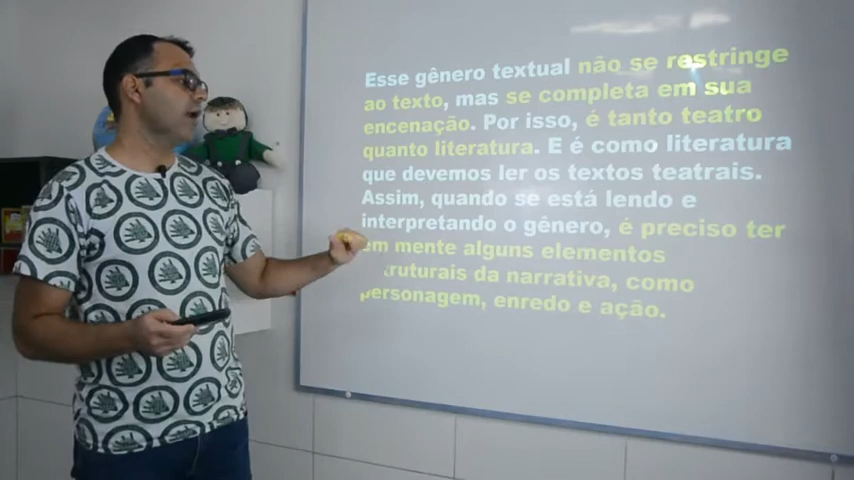 Esse gênero textual não se restringe
ao texto, mas se completa em sua
encenação. Por isso, é tanto teatro
quanto literatura. E é como literatura
que devemos ler os textos teatrais.
Assim, quando se está lendo e
interpretando o gênero, é preciso ter
em mente alguns elementos
truturais da narrativa, como
personagem, enredo e ação.